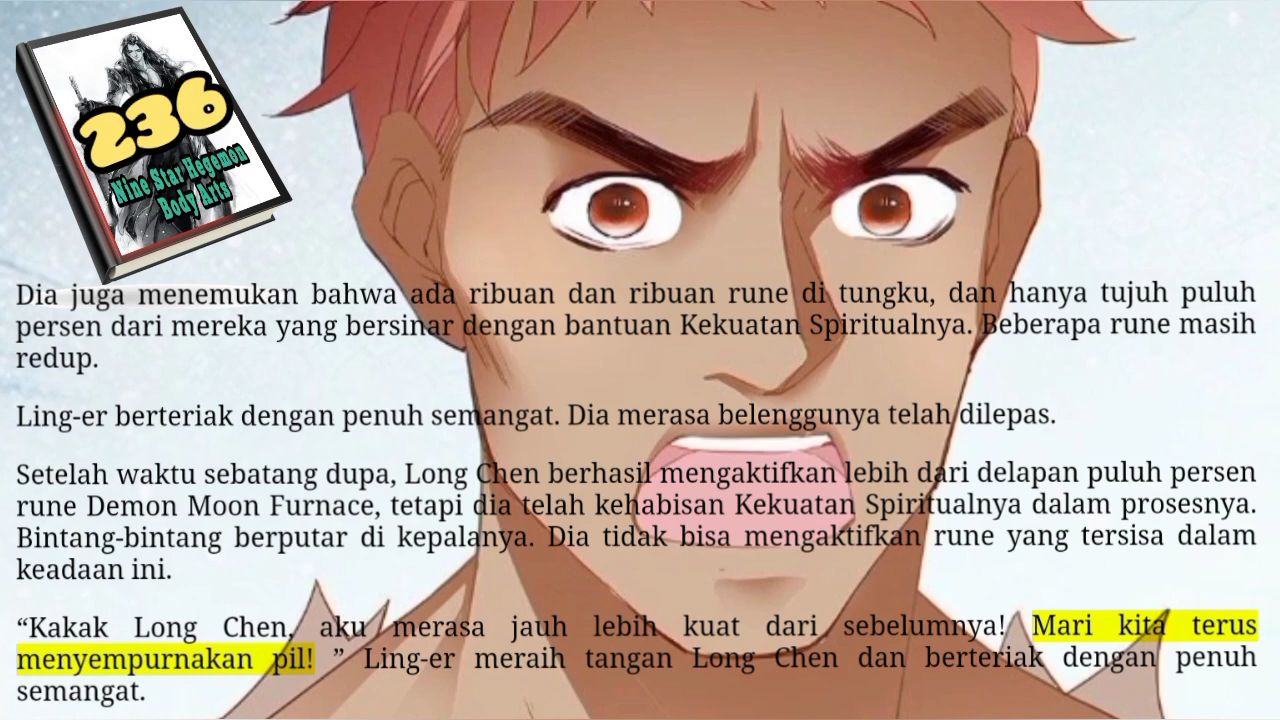 236
Nine Star Hegemon
Body Arts
Dia juga menemukan bahwa ada ribuan dan ribuan rune di tungku, dan hanya tujuh puluh
persen dari mereka yang bersinar dengan bantuan Kekuatan Spiritualnya. Beberapa rune masih
redup.
Ling-er berteriak dengan penuh semangat. Dia merasa belenggunya telah dilepas.
Setelah waktu sebatang dupa, Long Chen berhasil mengaktifkan lebih dari delapan puluh persen
rune Demon Moon Furnace, tetapi dia telah kehabisan Kekuatan Spiritualnya dalam prosesnya.
Bintang-bintang berputar di kepalanya. Dia tidak bisa mengaktifkan rune yang tersisa dalam
keadaan ini.
“Kakak Long Chen, aku merasa jauh lebih kuat dari sebelumnya! Mari kita terus
menyempurnakan pil! ” Ling-er meraih tangan Long Chen dan berteriak dengan penuh
semangat.